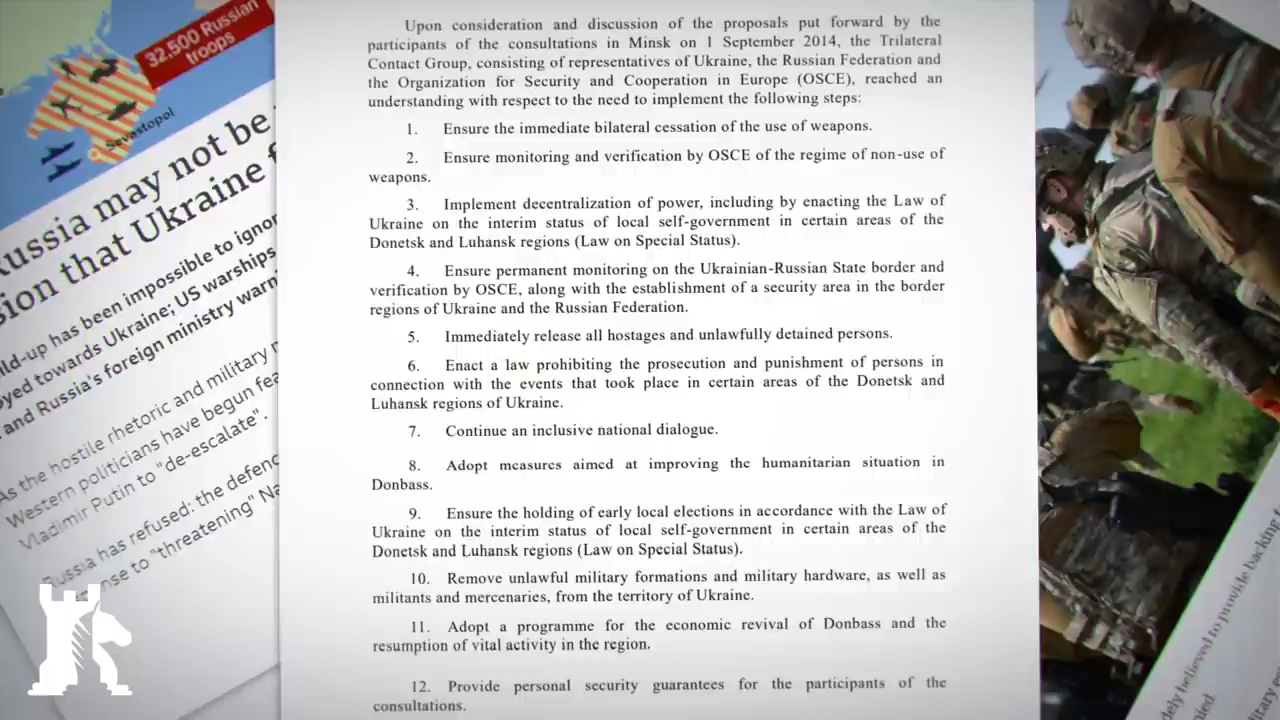 32,500 Russian
troops
Sevastopol
Russia may not be
sion that Ukraine
ild-up has been impossible to ignor
oyed towards Ukraine; US warships
and Russia's foreign ministry warn
As the hostile rhetoric and military
Western politicians have begun fea
Vladimir Putin to "de-escalate".
Russia has refused: the defenc
nse to "threatening" Na
Upon consideration and discussion of the proposals put forward by the
participants of the consultations in Minsk on 1 September 2014, the Trilateral
Contact Group, consisting of representatives of Ukraine, the Russian Federation and
the Organization for Security and Cooperation in Europe (OSCE), reached an
understanding with respect to the need to implement the following steps:
1. Ensure the immediate bilateral cessation of the use of weapons.
2. Ensure monitoring and verification by OSCE of the regime of non-use of
weapons.
3. Implement decentralization of power, including by enacting the Law of
Ukraine on the interim status of local self-government in certain areas of the
Donetsk and Luhansk regions (Law on Special Status).
4. Ensure permanent monitoring on the Ukrainian-Russian State border and
verification by OSCE, along with the establishment of a security area in the border
regions of Ukraine and the Russian Federation.
5. Immediately release all hostages and unlawfully detained persons.
6. Enact a law prohibiting the prosecution and punishment of persons in
connection with the events that took place in certain areas of the Donetsk and
Luhansk regions of Ukraine.
7. Continue an inclusive national dialogue.
8. Adopt measures aimed at improving the humanitarian situation in
Donbass.
9. Ensure the holding of early local elections in accordance with the Law of
Ukraine on the interim status of local self-government in certain areas of the
Donetsk and Luhansk regions (Law on Special Status).
10. Remove unlawful military formations and military hardware, as well as
militants and mercenaries, from the territory of Ukraine.
11. Adopt a programme for the economic revival of Donbass and the
resumption of vital activity in the region.
12. Provide personal security guarantees for the participants of the
consultations.
dely believed to provide backing